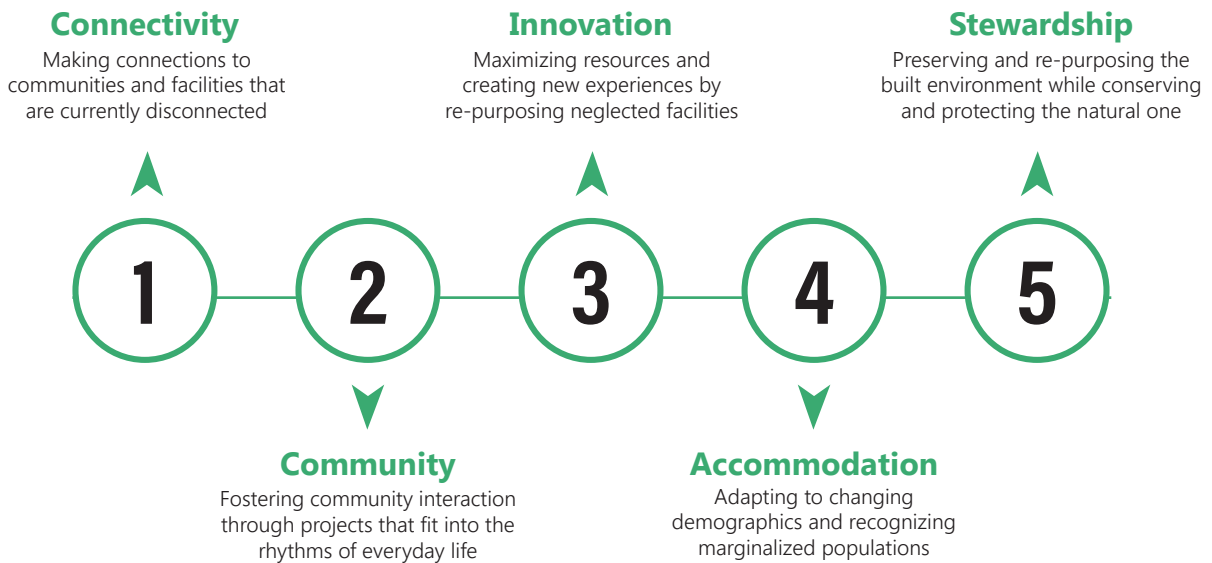 Connectivity
Making connections to
communities and facilities that
are currently disconnected
Innovation
Maximizing resources and
creating new experiences by
re-purposing neglected facilities
Stewardship
Preserving and re-purposing the
built environment while conserving
and protecting the natural one
1
2
3
4
5
Community
Fostering community interaction
through projects that fit into the
rhythms of everyday life
Accommodation
Adapting to changing
demographics and recognizing
marginalized populations